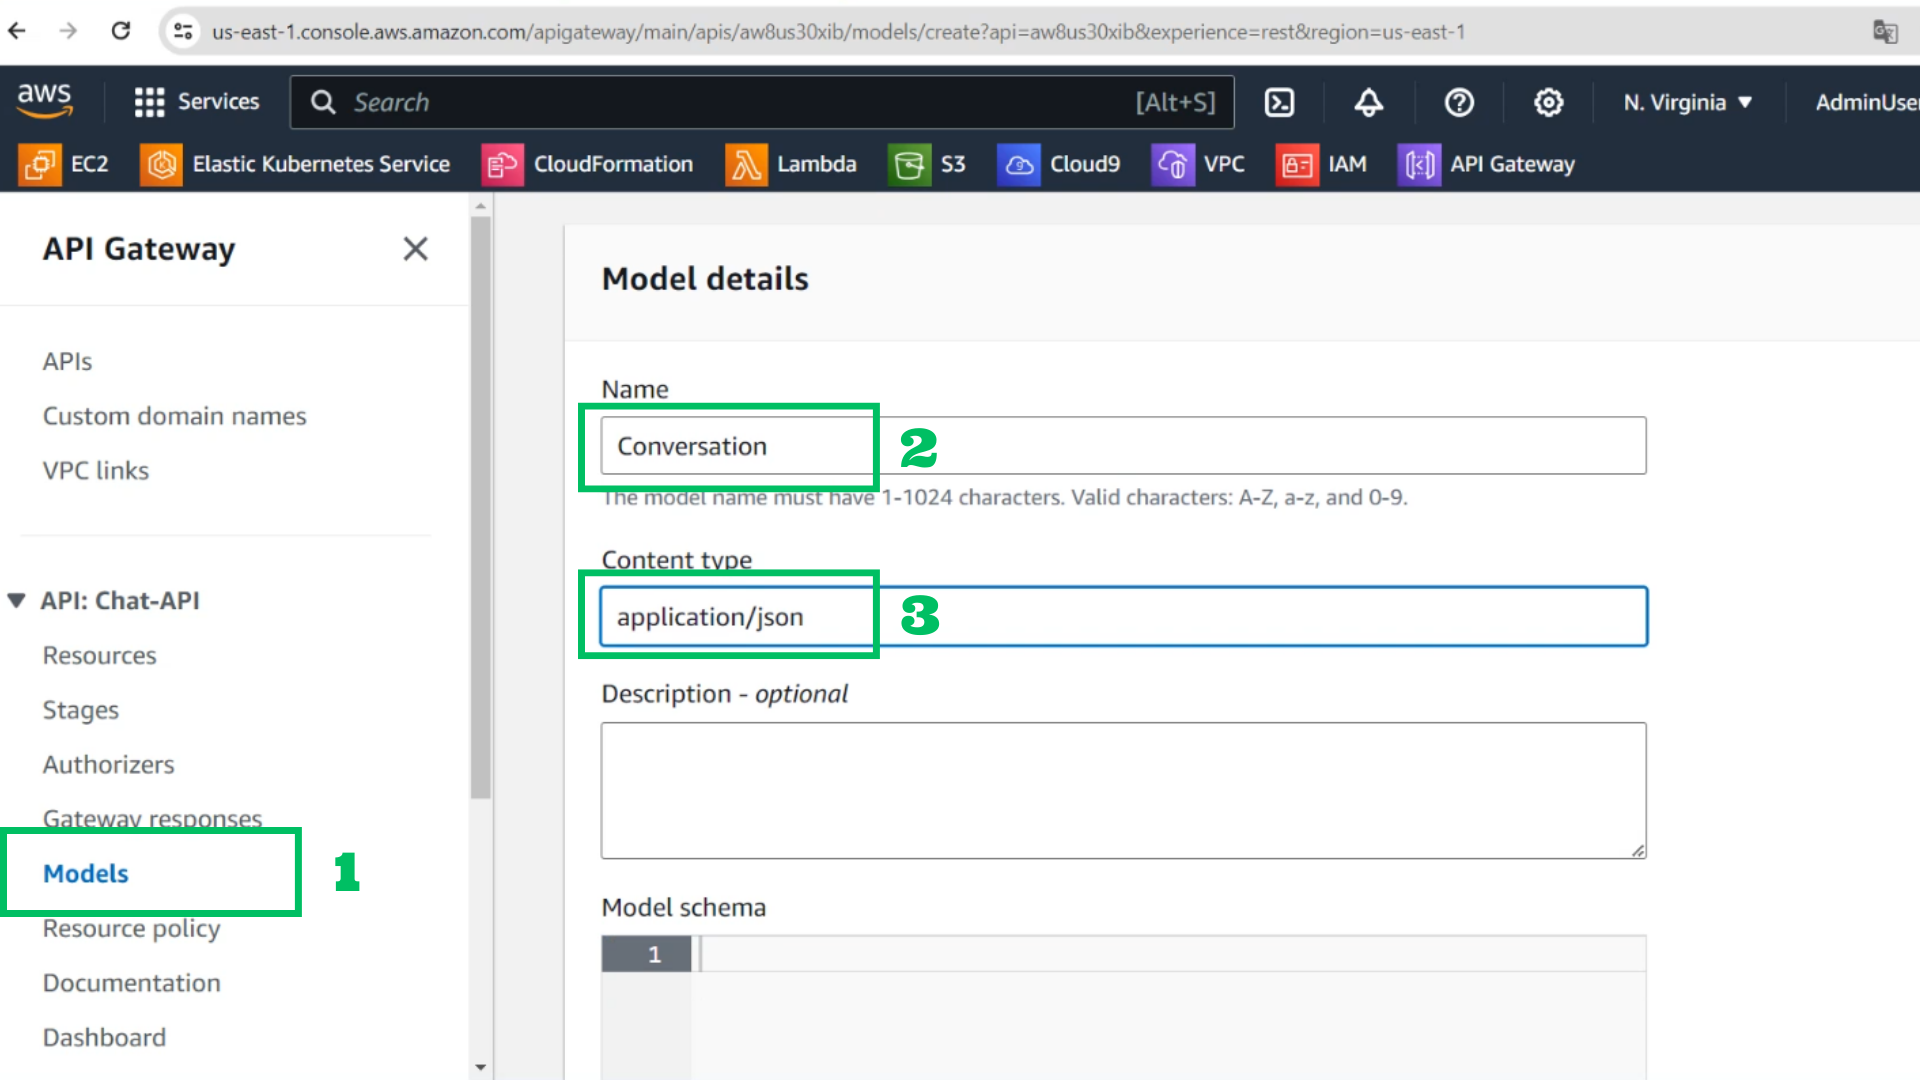 us-east-1.console.aws.amazon.com/apigateway/main/apis/aw8us30xib/models/create?api=aw8us30xib&experience=rest&region=us-east-1
aws Services Search [Alt+S] N. Virginia ▼ AdminUser
EC2 Elastic Kubernetes Service CloudFormation Lambda S3 Cloud9 VPC IAM API Gateway
API Gateway
APIs
Custom domain names
VPC links
API: Chat-API
Resources
Stages
Authorizers
Gateway responses
Models
1
Resource policy
Documentation
Dashboard
Model details
Name
Conversation
2
The model name must have 1-1024 characters. Valid characters: A-Z, a-z, and 0-9.
Content type
application/json
3
Description - optional
Model schema
1